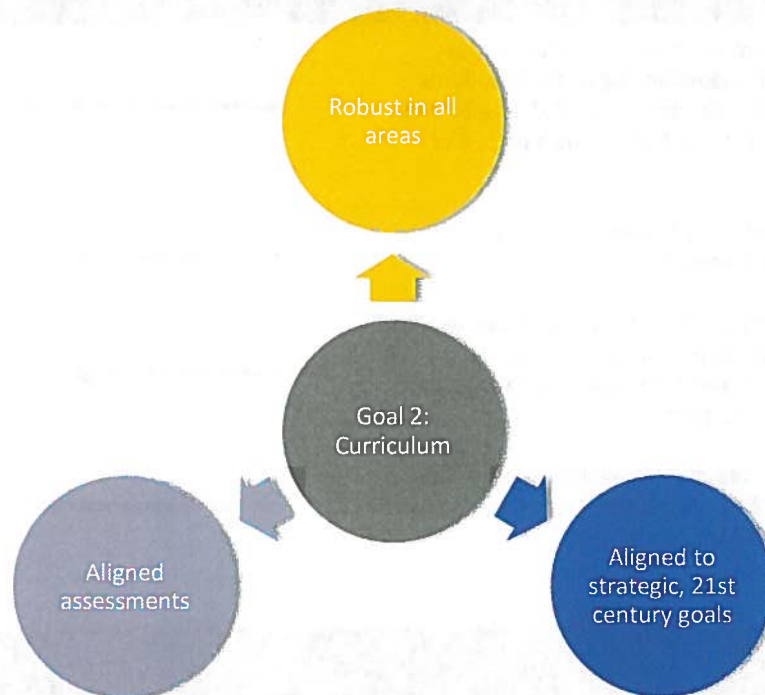 Robust in all
areas
Goal 2:
Curriculum
Aligned
assessments
Aligned to
strategic, 21st
century goals